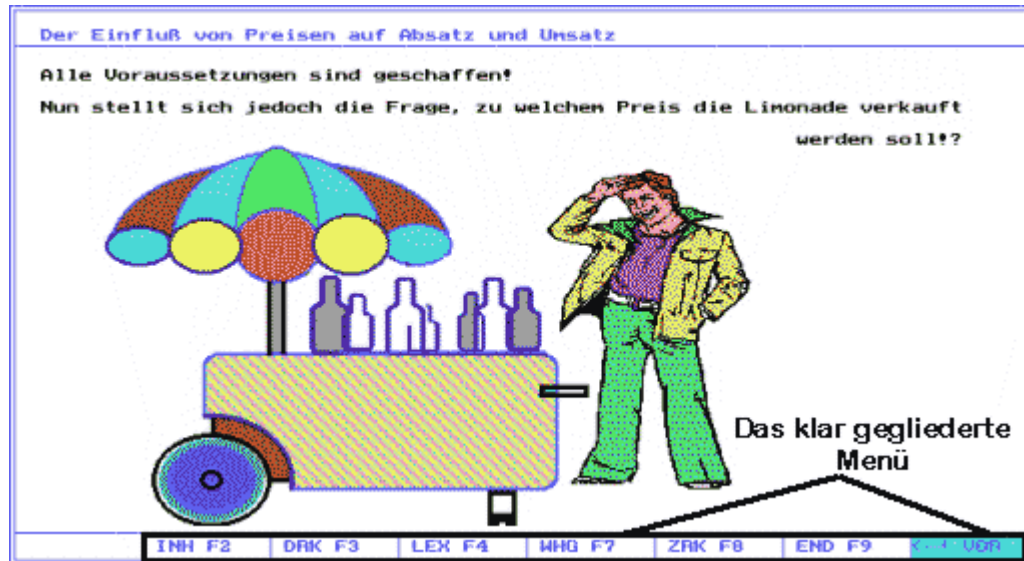 Der Einfluß von Preisen auf Absatz und Umsatz
Alle Voraussetzungen sind geschaffen!
Nun stellt sich jedoch die Frage, zu welchem Preis die Limonade verkauft
werden soll!?
Das klar gegliederte
Menü
INH F2 DRK F3 LEX F4 WHG F7 ZRK F8 END F9 VOR